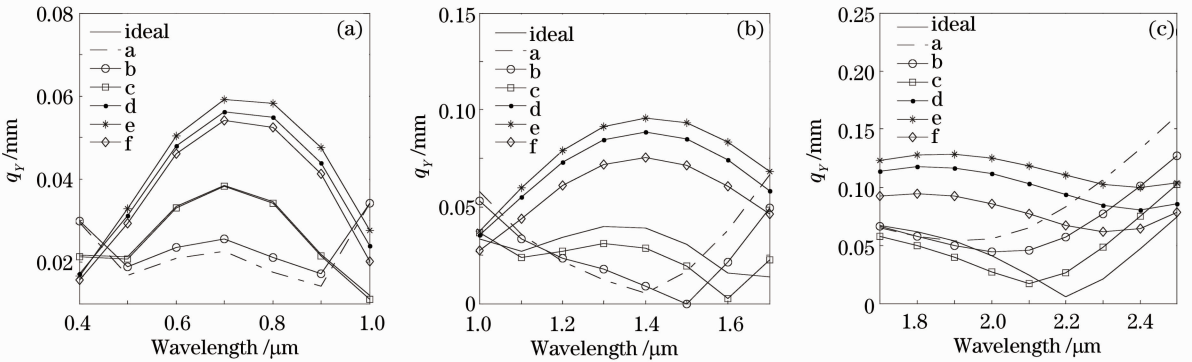 (a)
0.08
0.06
0.04
0.02
q_Y /mm
ideal
a
b
c
d
e
f
0.4
0.6
0.8
1.0
Wavelength /μm
(b)
0.15
0.10
0.05
0
q_Y /mm
ideal
a
b
c
d
e
f
1.0
1.2
1.4
1.6
Wavelength /μm
(c)
0.25
0.20
0.15
0.10
0.05
0
q_Y /mm
ideal
a
b
c
d
e
f
1.8
2.0
2.2
2.4
Wavelength /μm